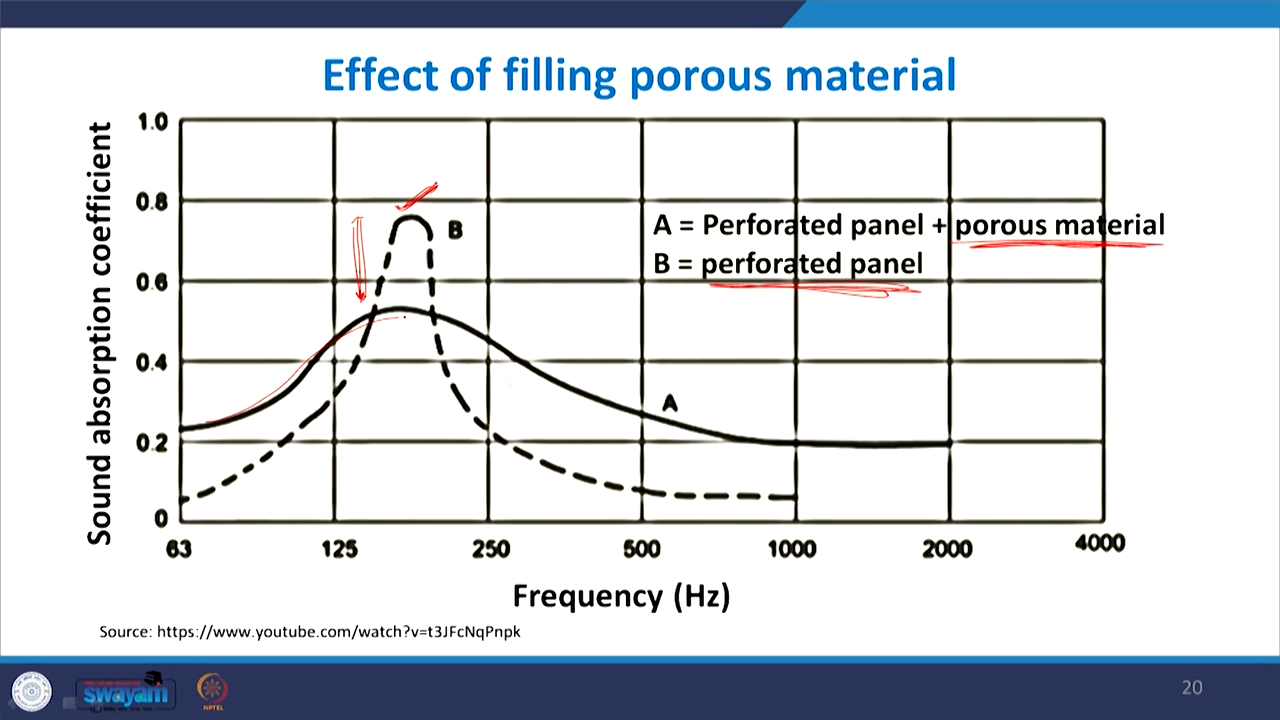 Effect of filling porous material
Sound absorption coefficient
1.0
0.8
0.6
0.4
0.2
0
B
A
A = Perforated panel + porous material
B = perforated panel
63 125 250 500 1000 2000 4000
Frequency (Hz)
Source: https://www.youtube.com/watch?v=t3JFcNqPnpk
swayam
NPTEL
20